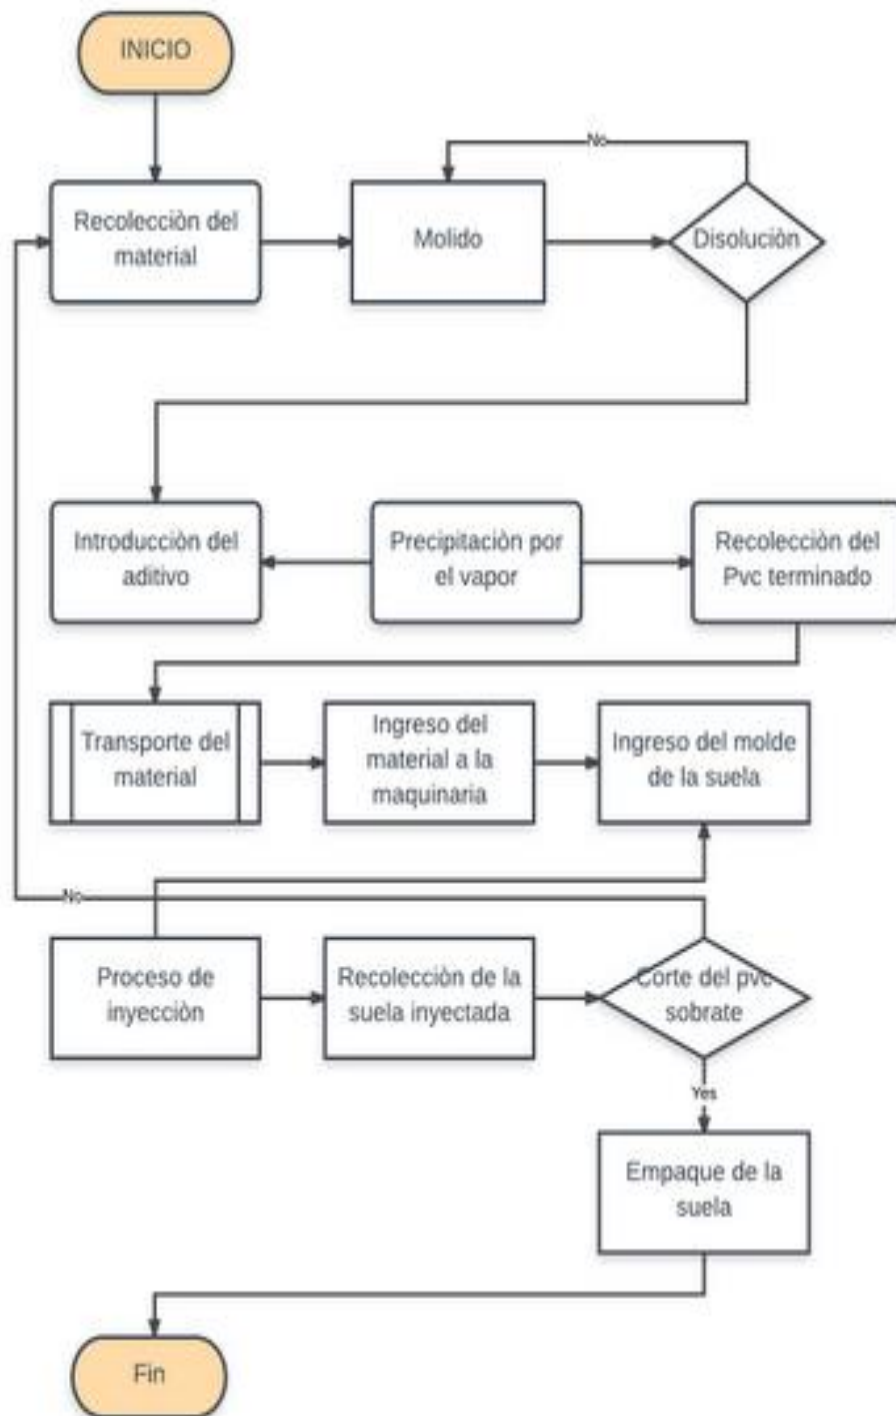 INICIO
No
Recolecciòn del
material
Molido
Disoluciòn
Introducciòn del
aditivo
Precipitaciòn por
el vapor
Recolecciòn del
Pvc terminado
Transporte del
material
Ingreso del
material a la
maquinaria
Ingreso del molde
de la suela
No
Proceso de
inyecciòn
Recolecciòn de la
suela inyectada
Corte del pvc
sobrate
Yes
Empaque de la
suela
Fin